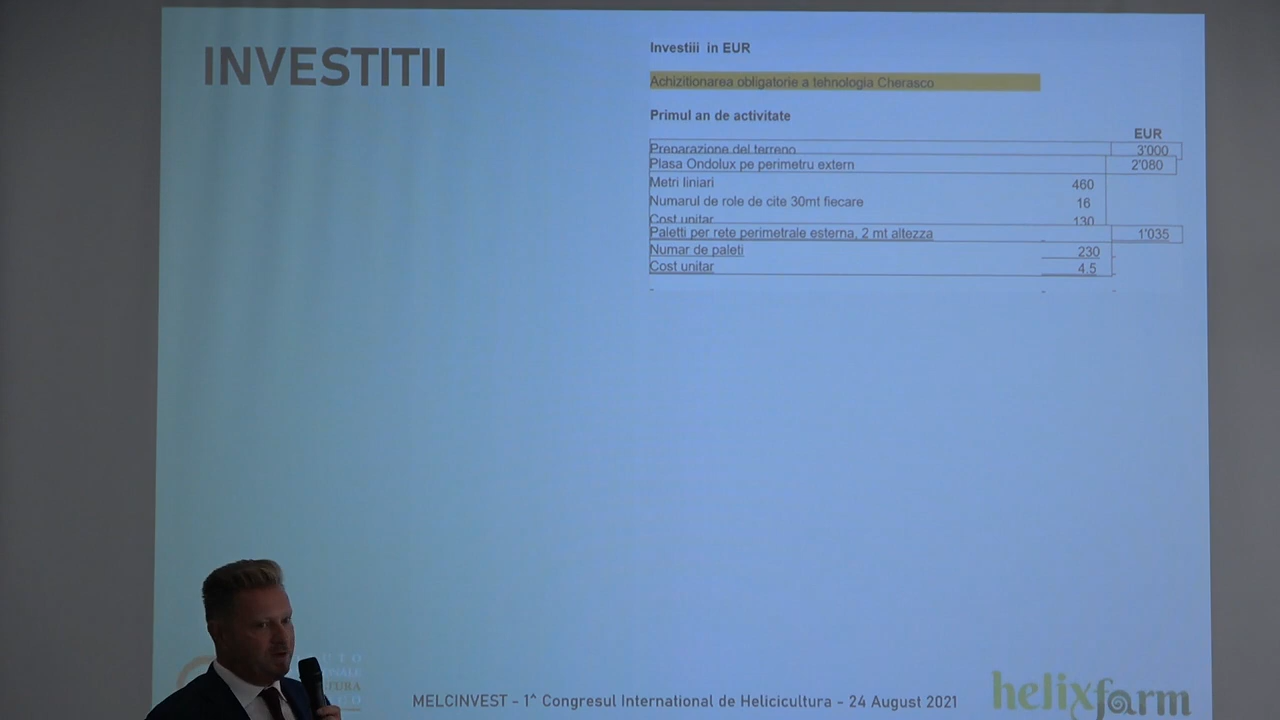 INVESTITII
Investiii in EUR
Achizitionarea obligatorie a tehnologia Cherasco
Primul an de activitate
EUR
Preparazione del terreno 3'000
Plasa Ondolux pe perimetru extern 2'080
Metri liniari 460
Numarul de role de cite 30mt fiecare 16
Cost unitar 130
Paletti per rete perimetrale esterna, 2 mt altezza 1'035
Numar de paleti 230
Cost unitar 4.5
MELCINVEST - 1^ Congresul International de Helicicultura - 24 August 2021
helixfarm